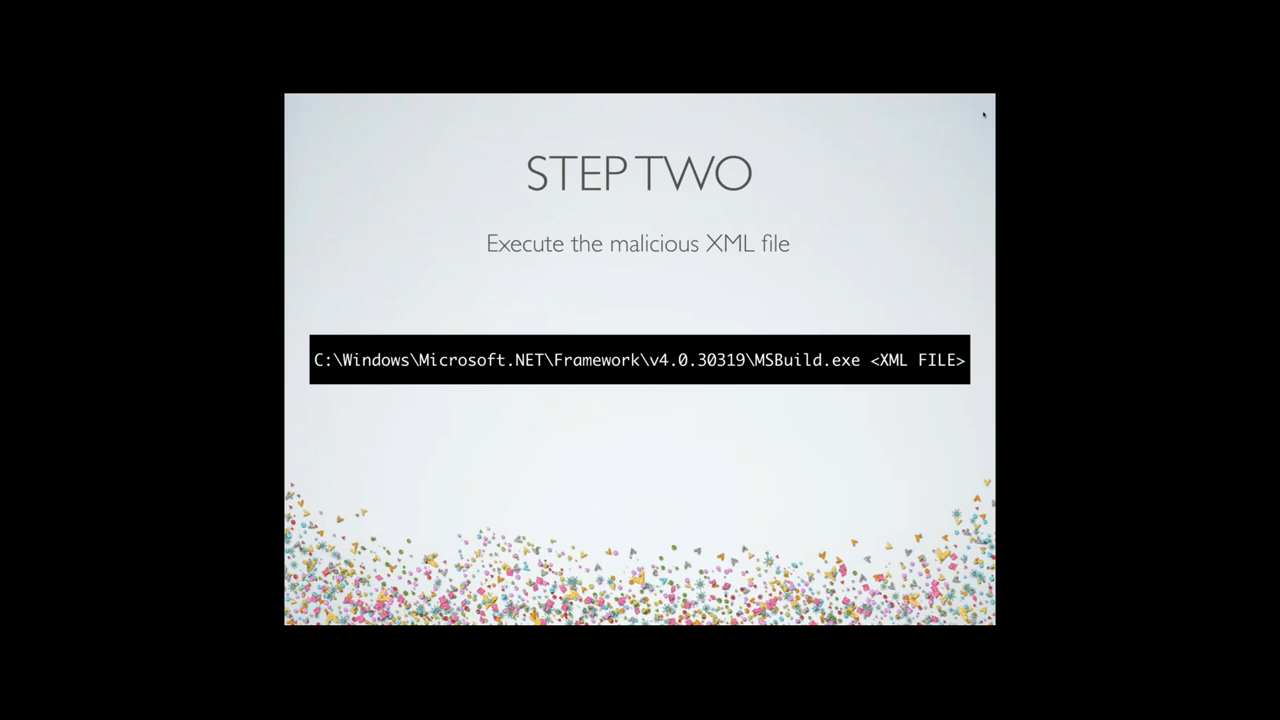 STEP TWO
Execute the malicious XML file
C:\Windows\Microsoft.NET\Framework\v4.0.30319\MSBuild.exe <XML FILE>